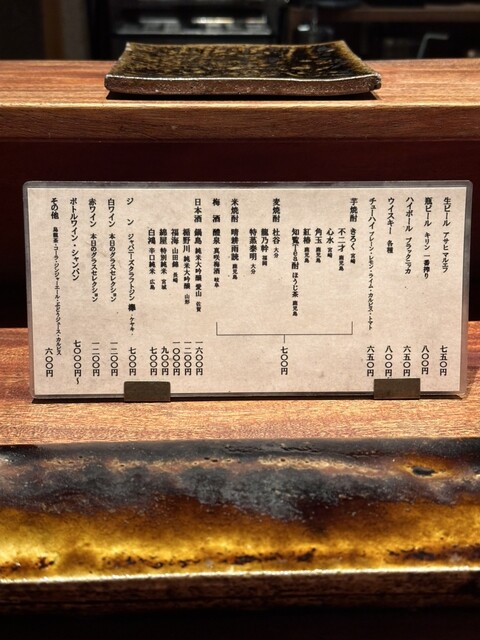 生ビール アサヒ マルエフ 七五〇円
瓶ビール キリン 一番搾り 八〇〇円
ハイボール ブラックニッカ 六五〇円
ウイスキー 各種 八〇〇円
チューハイ プレーン・レモン・ライム・カルピス・トマト 六五〇円
芋焼酎 きろく 宮崎
不二才 鹿児島
心水 宮崎
角玉 鹿児島
紅椿 鹿児島
知覧Tea酎 ほうじ茶 鹿児島
麦焼酎 杜谷 大分
龍乃幹 福岡
特蒸泰明 大分
米焼酎 晴耕雨読 鹿児島
梅酒 醴泉 真咲梅酒 岐阜
七〇〇円
日本酒 鍋島 純米大吟醸 愛山 佐賀 一六〇〇円
楯野川 純米大吟醸 山形 一二〇〇円
福海 山田錦 長崎 一〇〇〇円
綿屋 特別純米 宮城 九〇〇円
白鴻 辛口純米 広島 七〇〇円
ジン ジャパニーズクラフトジン 欅 -ケヤキ- 七〇〇円
白ワイン 本日のグラスセレクション 一二〇〇円
赤ワイン 本日のグラスセレクション 一二〇〇円
ボトルワイン・シャンパン 七〇〇〇円〜
その他 烏龍茶・コーラ・ジンジャーエール・ぶどうジュース・カルピス 六〇〇円